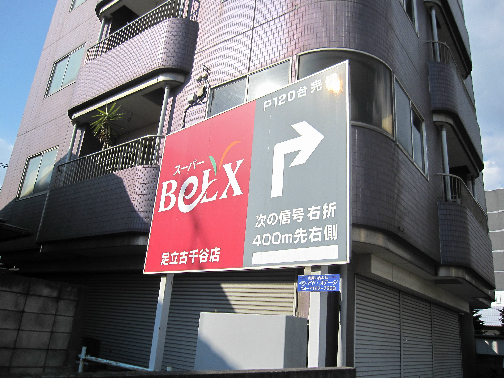 P120台完備
スーパー
BeLX
足立古千谷店
次の信号右折
400m先右側